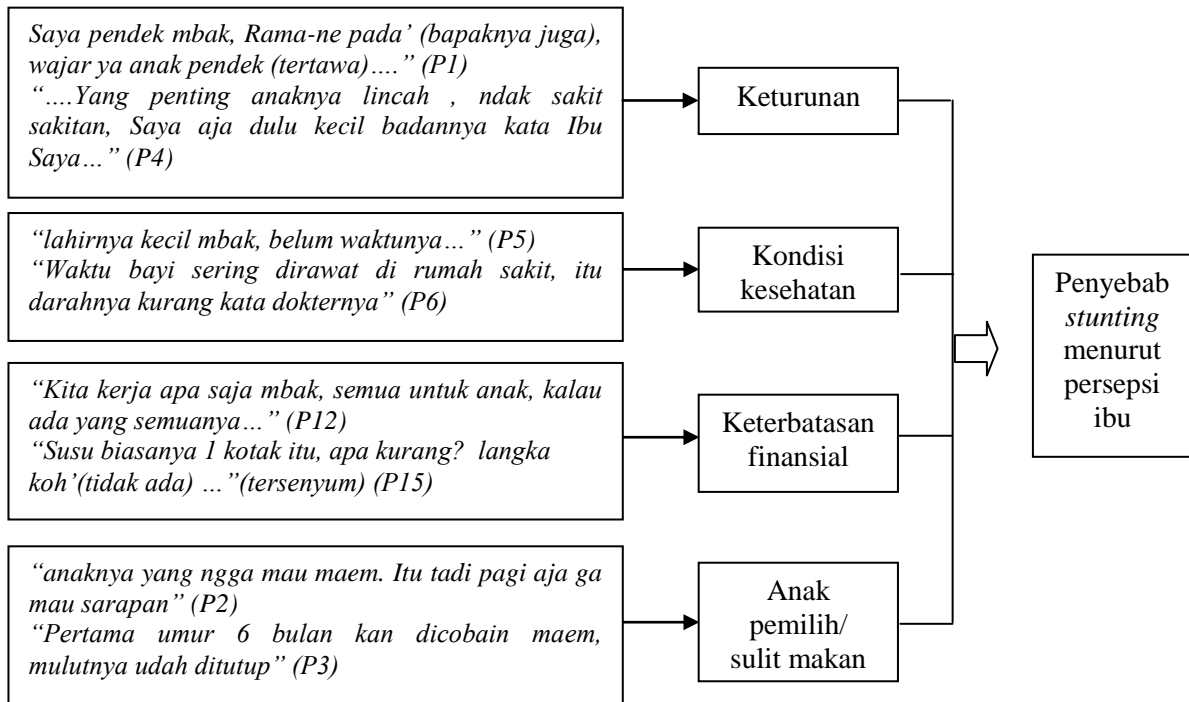 Saya pendek mbak, Rama-ne pada’ (bapaknya juga),
wajar ya anak pendek (tertawa)….” (P1)
“….Yang penting anaknya lincah , ndak sakit
sakitan, Saya aja dulu kecil badannya kata Ibu
Saya…” (P4)
Keturunan
“lahirnya kecil mbak, belum waktunya…” (P5)
“Waktu bayi sering dirawat di rumah sakit, itu
darahnya kurang kata dokternya” (P6)
Kondisi
kesehatan
“Kita kerja apa saja mbak, semua untuk anak, kalau
ada yang semuanya…” (P12)
“Susu biasanya 1 kotak itu, apa kurang? langka
koh’(tidak ada) …”(tersenyum) (P15)
Keterbatasan
finansial
“anaknya yang ngga mau maem. Itu tadi pagi aja ga
mau sarapan” (P2)
“Pertama umur 6 bulan kan dicobain maem,
mulutnya udah ditutup” (P3)
Anak
pemilih/
sulit makan
Penyebab
stunting
menurut
persepsi
ibu